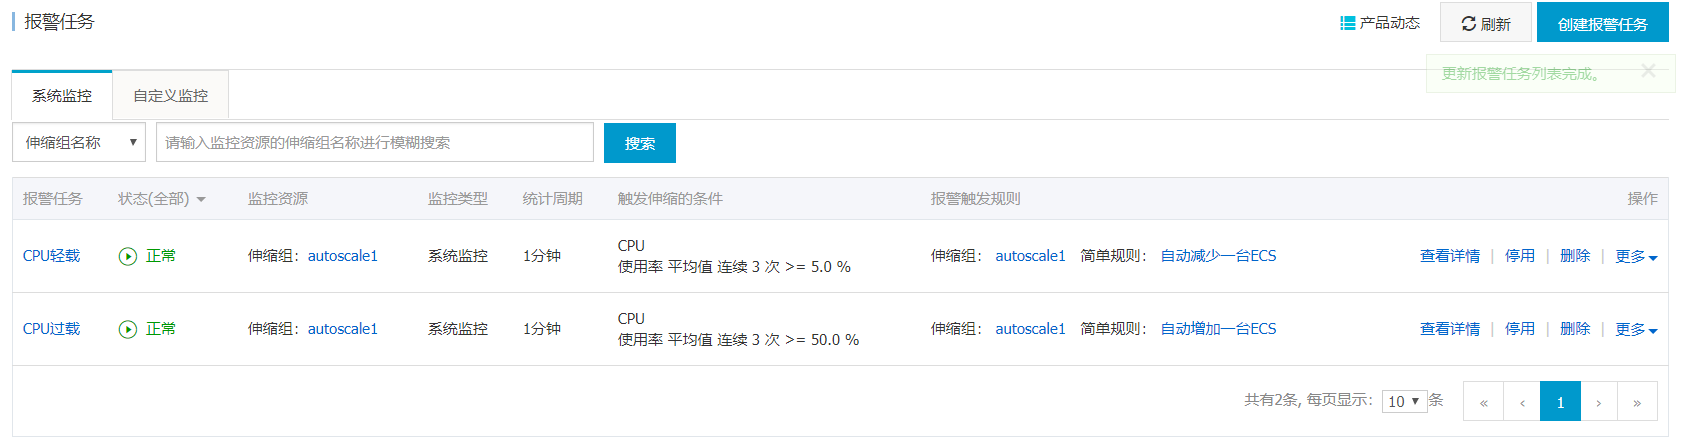 报警任务
产品动态 刷新 创建报警任务
更新报警任务列表完成。 ×
系统监控 自定义监控
伸缩组名称 请输入监控资源的伸缩组名称进行模糊搜索 搜索
报警任务 状态(全部) 监控资源 监控类型 统计周期 触发伸缩的条件 报警触发规则 操作
CPU轻载 正常 伸缩组：autoscale1 系统监控 1分钟 CPU 伸缩组： autoscale1 简单规则： 自动减少一台ECS 查看详情 | 停用 | 删除 | 更多
使用率 平均值 连续 3 次 >= 5.0 %
CPU过载 正常 伸缩组：autoscale1 系统监控 1分钟 CPU 伸缩组： autoscale1 简单规则： 自动增加一台ECS 查看详情 | 停用 | 删除 | 更多
使用率 平均值 连续 3 次 >= 50.0 %
共有2条, 每页显示： 10 条 « ‹ 1 › »